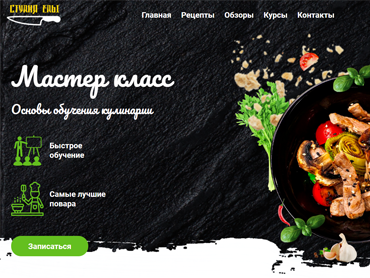 СТУДИЯ ЕДЫ
Главная Рецепты Обзоры Курсы Контакты
Мастер класс
Основы обучения кулинарии
Быстрое
обучение
Самые лучшие
повара
Записаться